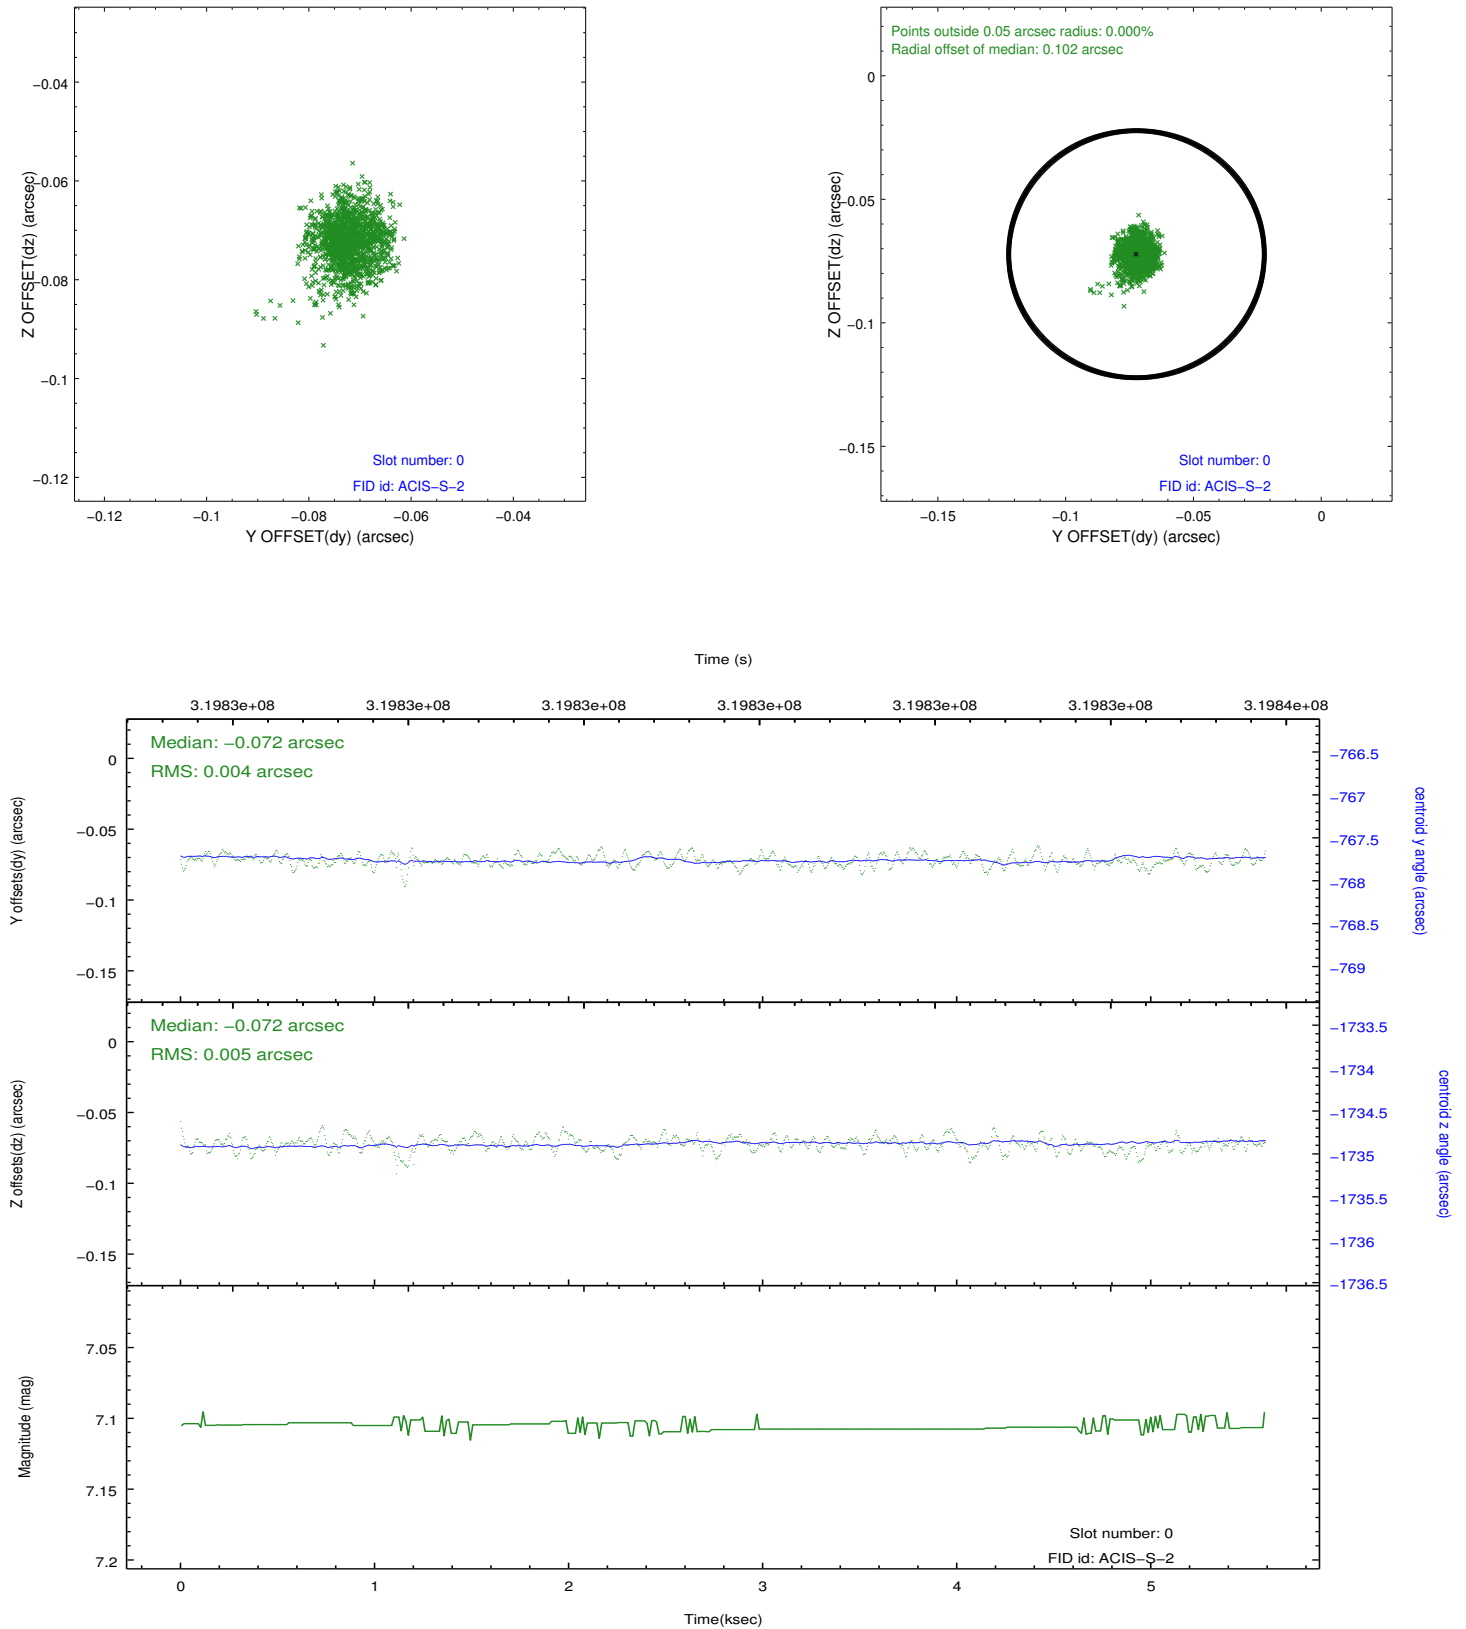 −0.04
−0.06
−0.08
−0.1
−0.12
Z OFFSET(dz) (arcsec)
Slot number: 0
FID id: ACIS−S−2
−0.12 −0.1 −0.08 −0.06 −0.04
Y OFFSET(dy) (arcsec)
Points outside 0.05 arcsec radius: 0.000%
Radial offset of median: 0.102 arcsec
0
−0.05
−0.1
−0.15
Z OFFSET(dz) (arcsec)
Slot number: 0
FID id: ACIS−S−2
−0.15 −0.1 −0.05 0
Y OFFSET(dy) (arcsec)
Time (s)
3.1983e+08 3.1983e+08 3.1983e+08 3.1983e+08 3.1983e+08 3.1983e+08 3.1984e+08
Median: −0.072 arcsec
RMS: 0.004 arcsec
0
−0.05
−0.1
−0.15
Y offsets(dy) (arcsec)
−766.5
−767
−767.5
−768
−768.5
−769
centroid y angle (arcsec)
Median: −0.072 arcsec
RMS: 0.005 arcsec
0
−0.05
−0.1
−0.15
Z offsets(dz) (arcsec)
−1733.5
−1734
−1734.5
−1735
−1735.5
−1736
−1736.5
centroid z angle (arcsec)
7.05
7.1
7.15
7.2
Magnitude (mag)
Slot number: 0
FID id: ACIS−S−2
0 1 2 3 4 5
Time(ksec)